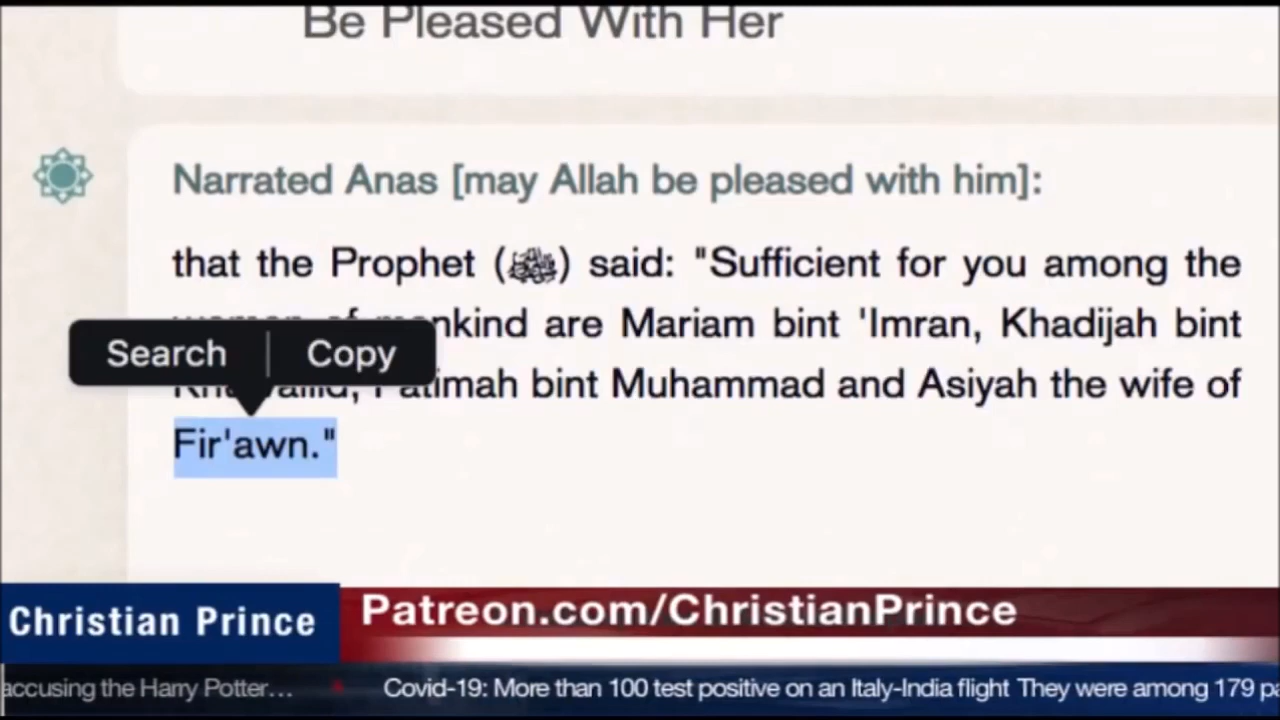 Be Pleased With Her
Narrated Anas [may Allah be pleased with him]:
that the Prophet (ﷺ) said: "Sufficient for you among the
mankind are Mariam bint 'Imran, Khadijah bint
Search Copy
Fatimah bint Muhammad and Asiyah the wife of
Fir'awn."
Christian Prince
Patreon.com/ChristianPrince
accusing the Harry Potter... Covid-19: More than 100 test positive on an Italy-India flight They were among 179